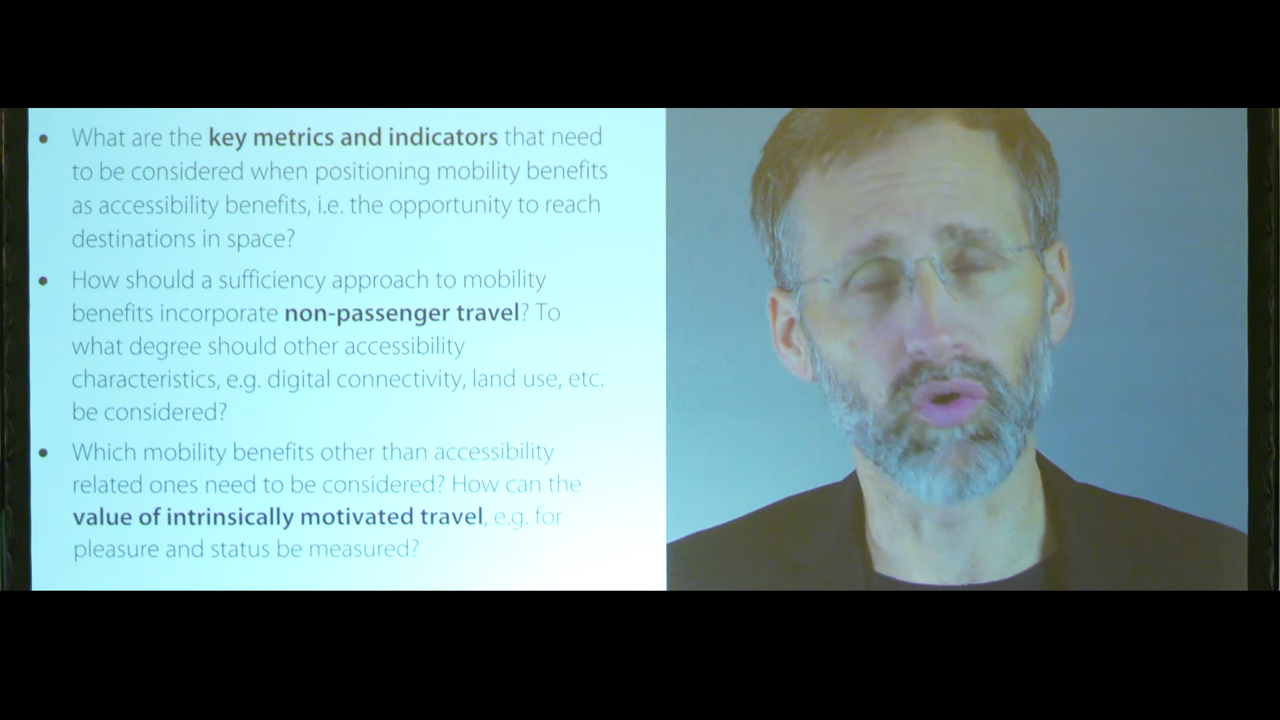 • What are the key metrics and indicators that need
to be considered when positioning mobility benefits
as accessibility benefits, i.e. the opportunity to reach
destinations in space?
• How should a sufficiency approach to mobility
benefits incorporate non-passenger travel? To
what degree should other accessibility
characteristics, e.g. digital connectivity, land use, etc.
be considered?
• Which mobility benefits other than accessibility
related ones need to be considered? How can the
value of intrinsically motivated travel, e.g. for
pleasure and status be measured?